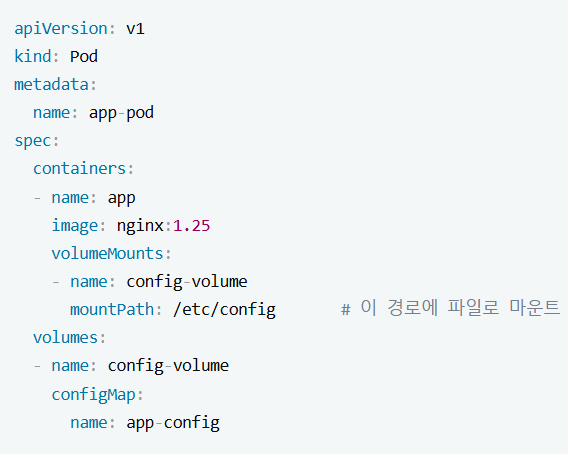 apiVersion: v1
kind: Pod
metadata:
  name: app-pod
spec:
  containers:
  - name: app
    image: nginx:1.25
    volumeMounts:
    - name: config-volume
      mountPath: /etc/config       # 이 경로에 파일로 마운트
  volumes:
  - name: config-volume
    configMap:
      name: app-config